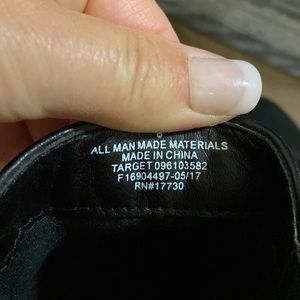 ALL MAN MADE MATERIALS
MADE IN CHINA
TARGET 096103582
F16904497-05/17
RN#17730